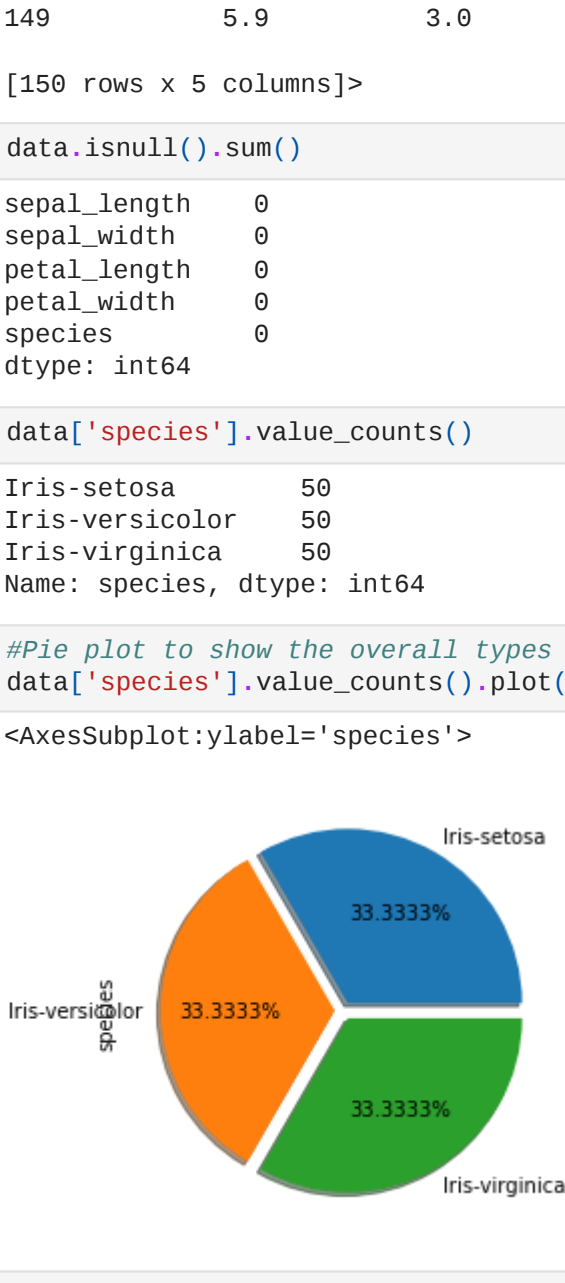 149 5.9 3.0
[150 rows x 5 columns]>
data.isnull().sum()
sepal_length 0
sepal_width 0
petal_length 0
petal_width 0
species 0
dtype: int64
data['species'].value_counts()
Iris-setosa 50
Iris-versicolor 50
Iris-virginica 50
Name: species, dtype: int64
#Pie plot to show the overall types
data['species'].value_counts().plot(
<AxesSubplot:ylabel='species'>
Iris-setosa
33.3333%
Iris-versicolor
species
33.3333%
33.3333%
Iris-virginica